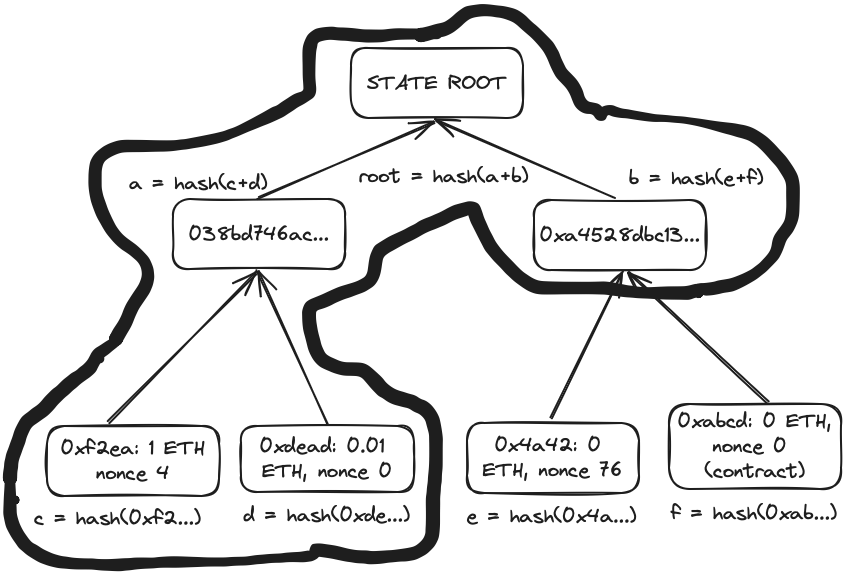 STATE ROOT
a = hash(c+d)
root = hash(a+b)
b = hash(e+f)
038bd746ac...
0xa4528dbc13...
0xf2ea: 1 ETH
nonce 4
0xdead: 0.01
ETH, nonce 0
0x4a42: 0
ETH, nonce 76
0xabcd: 0 ETH,
nonce 0
(contract)
c = hash(0xf2...)
d = hash(0xde...)
e = hash(0x4a...)
f = hash(0xab...)